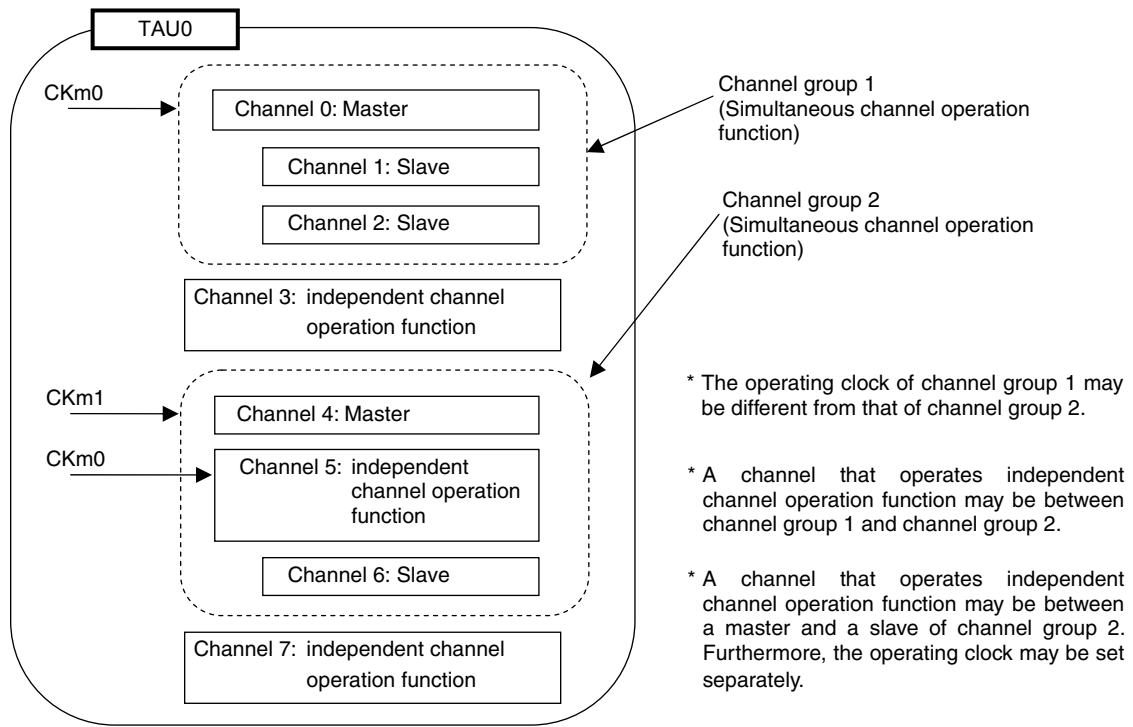 TAU0
CKm0
Channel 0: Master
Channel 1: Slave
Channel 2: Slave
Channel group 1
(Simultaneous channel operation
function)
Channel 3: independent channel
operation function
Channel group 2
(Simultaneous channel operation
function)
CKm1
Channel 4: Master
CKm0
Channel 5: independent
channel operation
function
Channel 6: Slave
Channel 7: independent channel
operation function
* The operating clock of channel group 1 may
be different from that of channel group 2.
* A channel that operates independent
channel operation function may be between
channel group 1 and channel group 2.
* A channel that operates independent
channel operation function may be between
a master and a slave of channel group 2.
Furthermore, the operating clock may be set
separately.